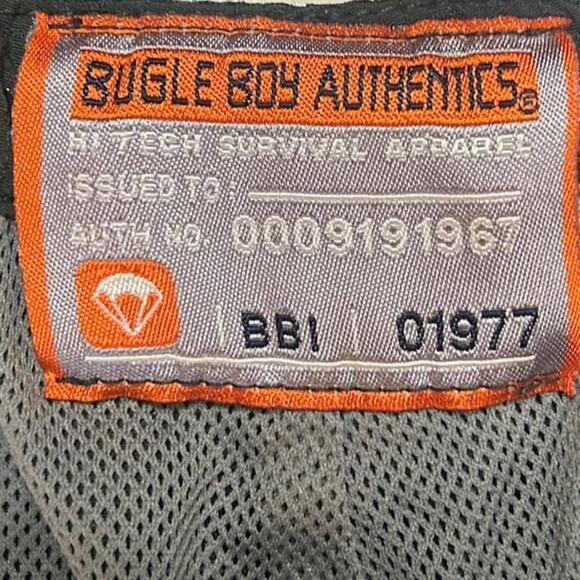 BUGLE BOY AUTHENTICS®
HI TECH SURVIVAL APPAREL
ISSUED TO:
AUTH NO. 0009191967
BBI 01977